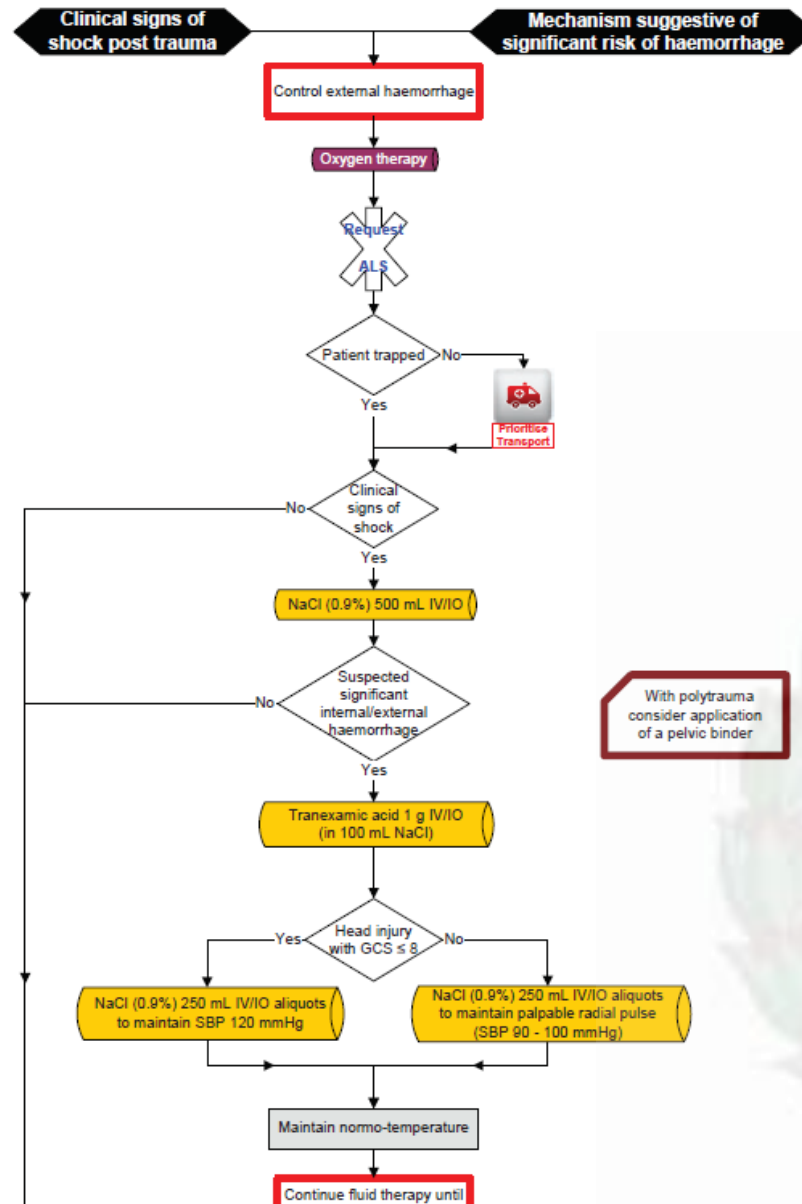 Clinical signs of
shock post trauma
Mechanism suggestive of
significant risk of haemorrhage
Control external haemorrhage
Oxygen therapy
Request
ALS
Patient trapped
No
Yes
Prioritise
Transport
Clinical
signs of
shock
No
Yes
NaCl (0.9%) 500 mL IV/IO
Suspected
significant
internal/external
haemorrhage
No
Yes
With polytrauma
consider application
of a pelvic binder
Tranexamic acid 1 g IV/IO
(in 100 mL NaCl)
Head injury
with GCS ≤ 8
Yes
No
NaCl (0.9%) 250 mL IV/IO aliquots
to maintain SBP 120 mmHg
NaCl (0.9%) 250 mL IV/IO aliquots
to maintain palpable radial pulse
(SBP 90 - 100 mmHg)
Maintain normo-temperature
Continue fluid therapy until